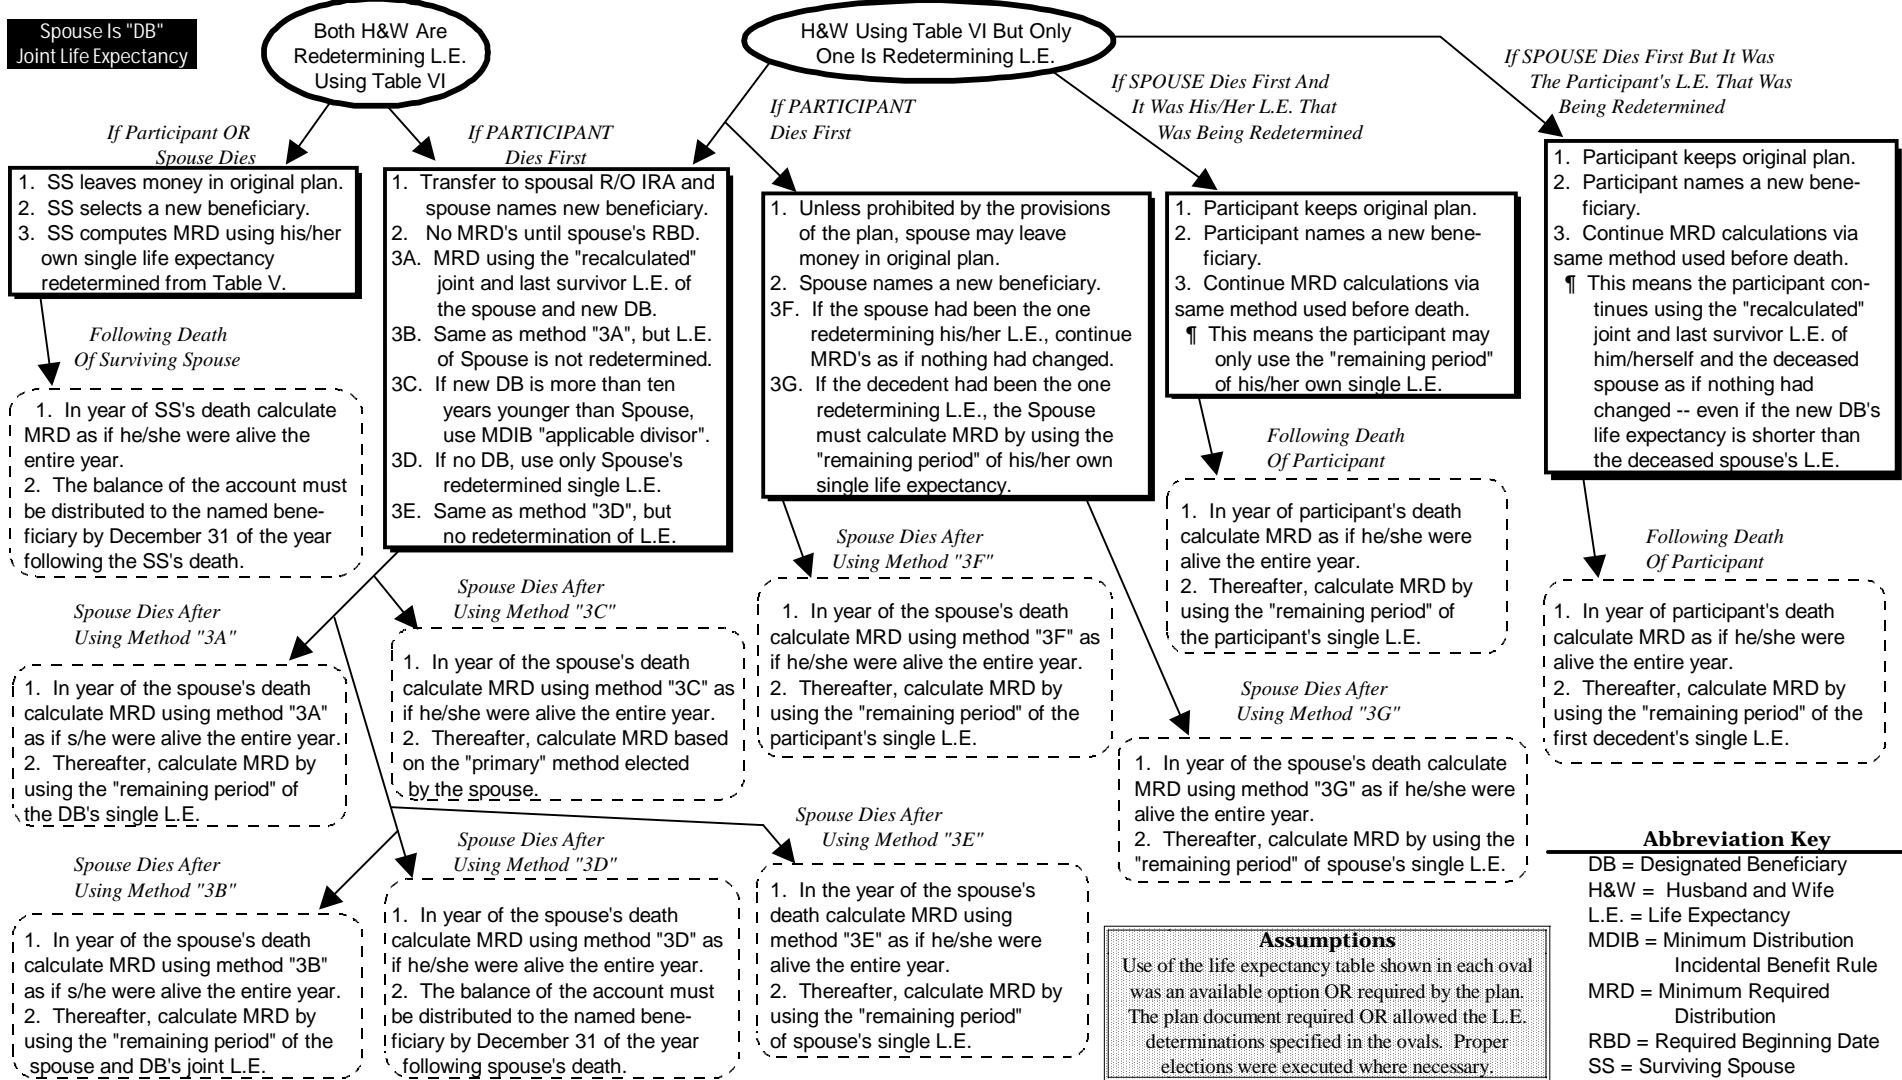 Spouse Is "DB"
Joint Life Expectancy
Both H&W Are
Redetermining L.E.
Using Table VI
H&W Using Table VI But Only
One Is Redetermining L.E.
If Participant OR
Spouse Dies
If PARTICIPANT
Dies First
If PARTICIPANT
Dies First
If SPOUSE Dies First And
It Was His/Her L.E. That
Was Being Redetermined
If SPOUSE Dies First But It Was
The Participant's L.E. That Was
Being Redetermined
1. SS leaves money in original plan.
2. SS selects a new beneficiary.
3. SS computes MRD using his/her
own single life expectancy
redetermined from Table V.
1. Transfer to spousal R/O IRA and
spouse names new beneficiary.
2. No MRD's until spouse's RBD.
3A. MRD using the "recalculated"
joint and last survivor L.E. of
the spouse and new DB.
3B. Same as method "3A", but L.E.
of Spouse is not redetermined.
3C. If new DB is more than ten
years younger than Spouse,
use MDIB "applicable divisor".
3D. If no DB, use only Spouse's
redetermined single L.E.
3E. Same as method "3D", but
no redetermination of L.E.
1. Unless prohibited by the provisions
of the plan, spouse may leave
money in original plan.
2. Spouse names a new beneficiary.
3F. If the spouse had been the one
redetermining his/her L.E., continue
MRD's as if nothing had changed.
3G. If the decedent had been the one
redetermining L.E., the Spouse
must calculate MRD by using the
"remaining period" of his/her own
single life expectancy.
1. Participant keeps original plan.
2. Participant names a new bene-
ficiary.
3. Continue MRD calculations via
same method used before death.
¶ This means the participant may
only use the "remaining period"
of his/her own single L.E.
1. Participant keeps original plan.
2. Participant names a new bene-
ficiary.
3. Continue MRD calculations via
same method used before death.
¶ This means the participant con-
tinues using the "recalculated"
joint and last survivor L.E. of
him/herself and the deceased
spouse as if nothing had
changed -- even if the new DB's
life expectancy is shorter than
the deceased spouse's L.E.
Following Death
Of Surviving Spouse
1. In year of SS's death calculate
MRD as if he/she were alive the
entire year.
2. The balance of the account must
be distributed to the named bene-
ficiary by December 31 of the year
following the SS's death.
Spouse Dies After
Using Method "3A"
1. In year of the spouse's death
calculate MRD using method "3A"
as if s/he were alive the entire year.
2. Thereafter, calculate MRD by
using the "remaining period" of
the DB's single L.E.
Spouse Dies After
Using Method "3B"
1. In year of the spouse's death
calculate MRD using method "3B"
as if s/he were alive the entire year.
2. Thereafter, calculate MRD by
using the "remaining period" of the
spouse and DB's joint L.E.
Spouse Dies After
Using Method "3C"
1. In year of the spouse's death
calculate MRD using method "3C" as
if he/she were alive the entire year.
2. Thereafter, calculate MRD based
on the "primary" method elected
by the spouse.
Spouse Dies After
Using Method "3D"
1. In year of the spouse's death
calculate MRD using method "3D" as
if he/she were alive the entire year.
2. The balance of the account must
be distributed to the named bene-
ficiary by December 31 of the year
following spouse's death.
Spouse Dies After
Using Method "3F"
1. In year of the spouse's death
calculate MRD using method "3F" as
if he/she were alive the entire year.
2. Thereafter, calculate MRD by
using the "remaining period" of the
participant's single L.E.
Spouse Dies After
Using Method "3E"
1. In the year of the spouse's
death calculate MRD using
method "3E" as if he/she were
alive the entire year.
2. Thereafter, calculate MRD by
using the "remaining period"
of spouse's single L.E.
Following Death
Of Participant
1. In year of participant's death
calculate MRD as if he/she were
alive the entire year.
2. Thereafter, calculate MRD by
using the "remaining period" of
the participant's single L.E.
Spouse Dies After
Using Method "3G"
1. In year of the spouse's death calculate
MRD using method "3G" as if he/she were
alive the entire year.
2. Thereafter, calculate MRD by using the
"remaining period" of spouse's single L.E.
Following Death
Of Participant
1. In year of participant's death
calculate MRD as if he/she were
alive the entire year.
2. Thereafter, calculate MRD by
using the "remaining period" of the
first decedent's single L.E.
Assumptions
Use of the life expectancy table shown in each oval
was an available option OR required by the plan.
The plan document required OR allowed the L.E.
determinations specified in the ovals. Proper
elections were executed where necessary.
Abbreviation Key
DB = Designated Beneficiary
H&W = Husband and Wife
L.E. = Life Expectancy
MDIB = Minimum Distribution
Incidental Benefit Rule
MRD = Minimum Required
Distribution
RBD = Required Beginning Date
SS = Surviving Spouse